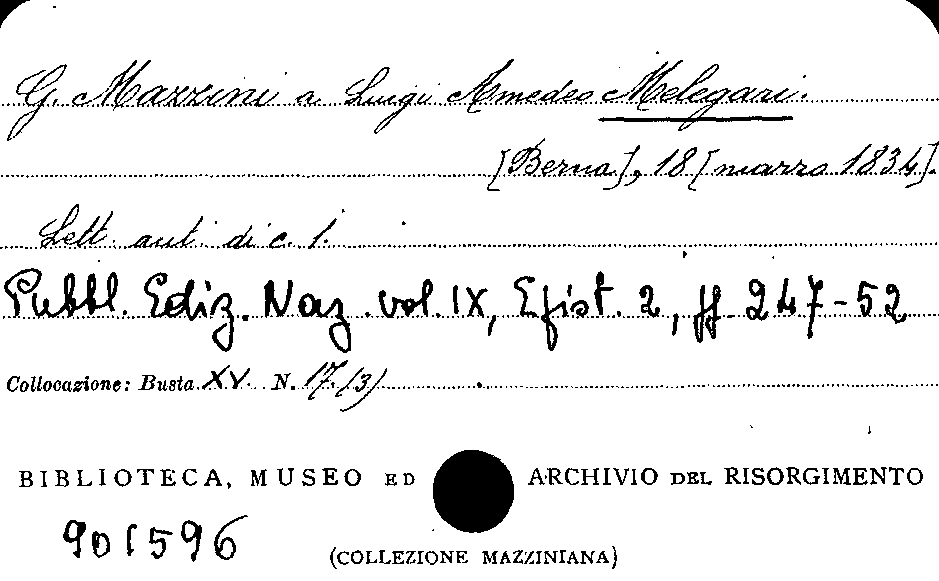 G. Mazzini a Luigi Amedeo Melegari.
[Berna], 18 [marzo 1834].
Lett. aut. di c. 1.
Pubbl. Ediz. Naz. vol. IX, Epist. 2, pp. 247-52
Collocazione: Busta XV. N. 17 (3)
BIBLIOTECA, MUSEO ED ARCHIVIO DEL RISORGIMENTO
901596
(COLLEZIONE MAZZINIANA)